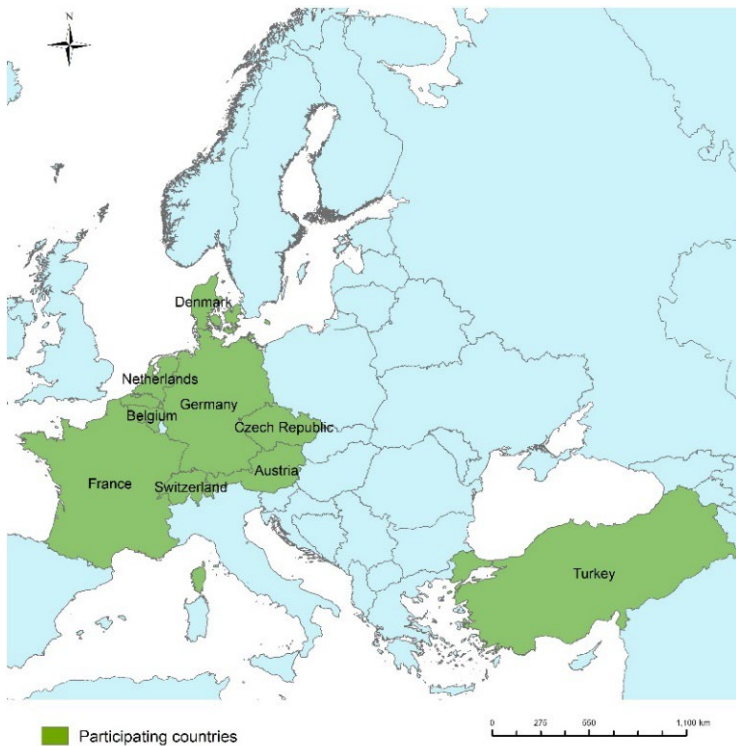 N
Denmark
Netherlands
Germany
Belgium
Czech Republic
Austria
France
Switzerland
Turkey
Participating countries
0 275 550 1,100 km